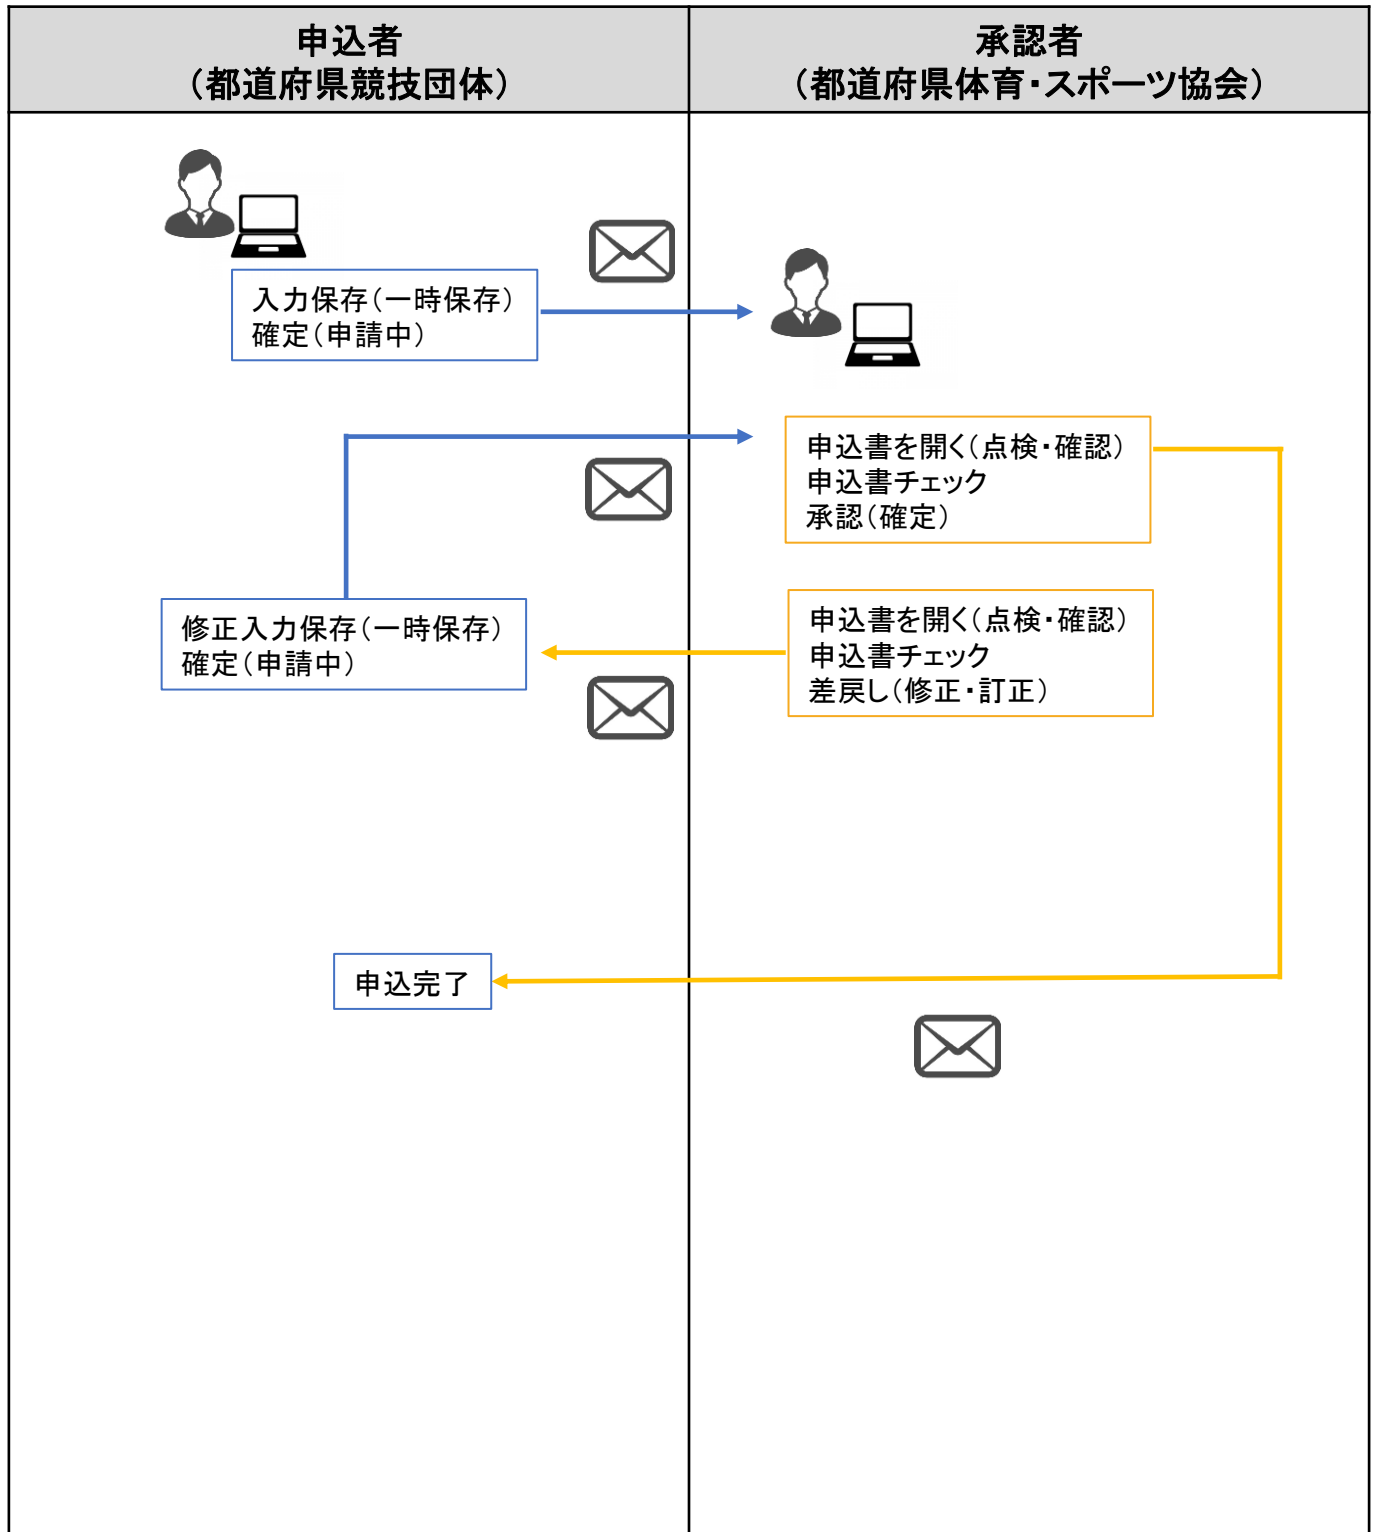 申込者
（都道府県競技団体）
承認者
（都道府県体育・スポーツ協会）
入力保存（一時保存）
確定（申請中）
申込書を開く（点検・確認）
申込書チェック
承認（確定）
修正入力保存（一時保存）
確定（申請中）
申込書を開く（点検・確認）
申込書チェック
差戻し（修正・訂正）
申込完了